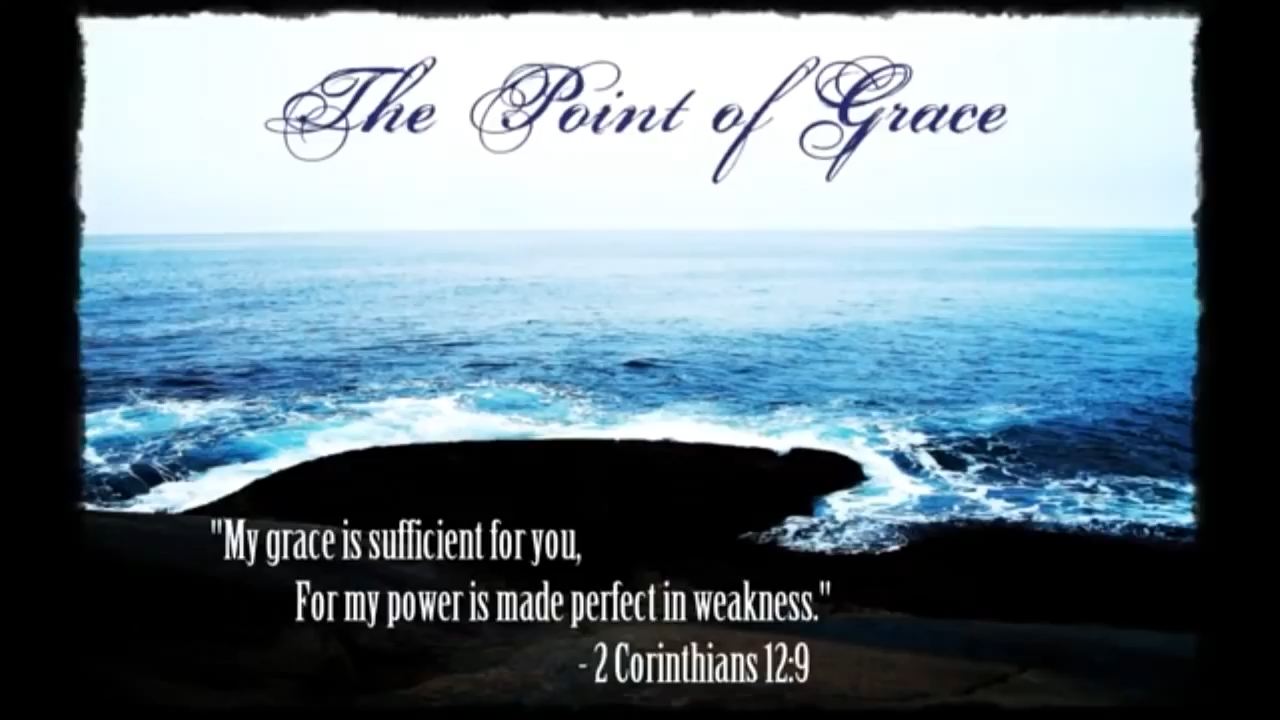 The Point of Grace
"My grace is sufficient for you,
For my power is made perfect in weakness."
- 2 Corinthians 12:9